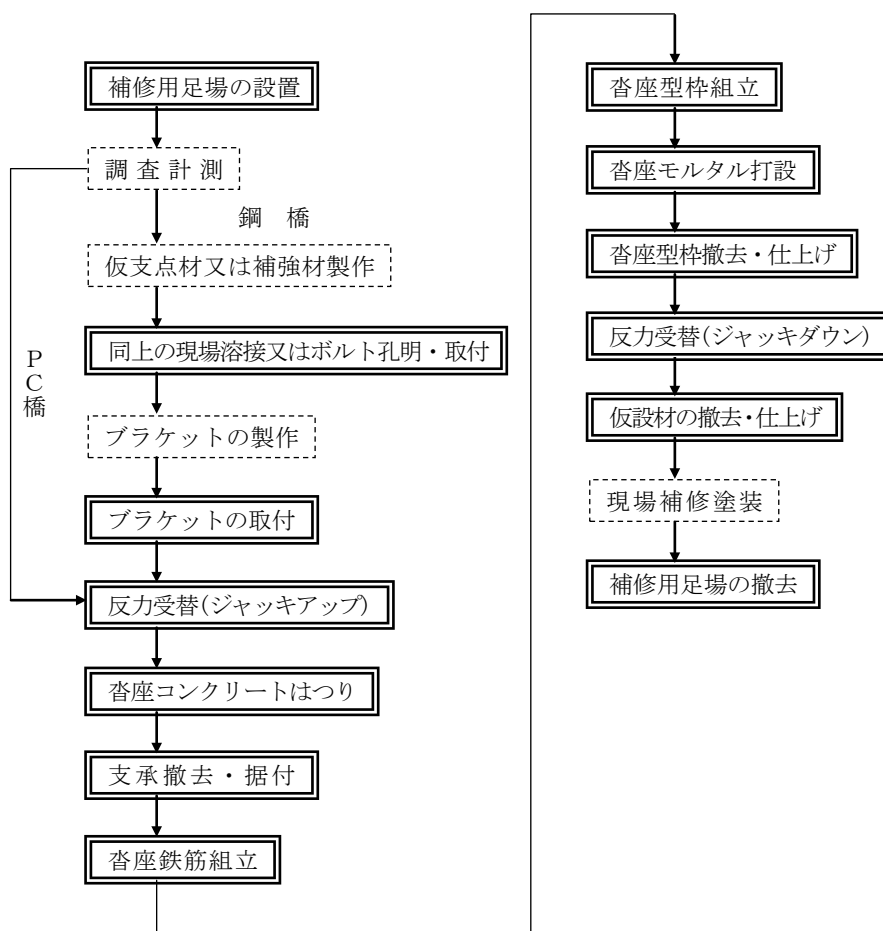 補修用足場の設置
調査計測
鋼 橋
仮支点材又は補強材製作
同上の現場溶接又はボルト孔明・取付
PC橋
ブラケットの製作
ブラケットの取付
反力受替(ジャッキアップ)
沓座コンクリートはつり
支承撤去・据付
沓座鉄筋組立
沓座型枠組立
沓座モルタル打設
沓座型枠撤去・仕上げ
反力受替(ジャッキダウン)
仮設材の撤去・仕上げ
現場補修塗装
補修用足場の撤去